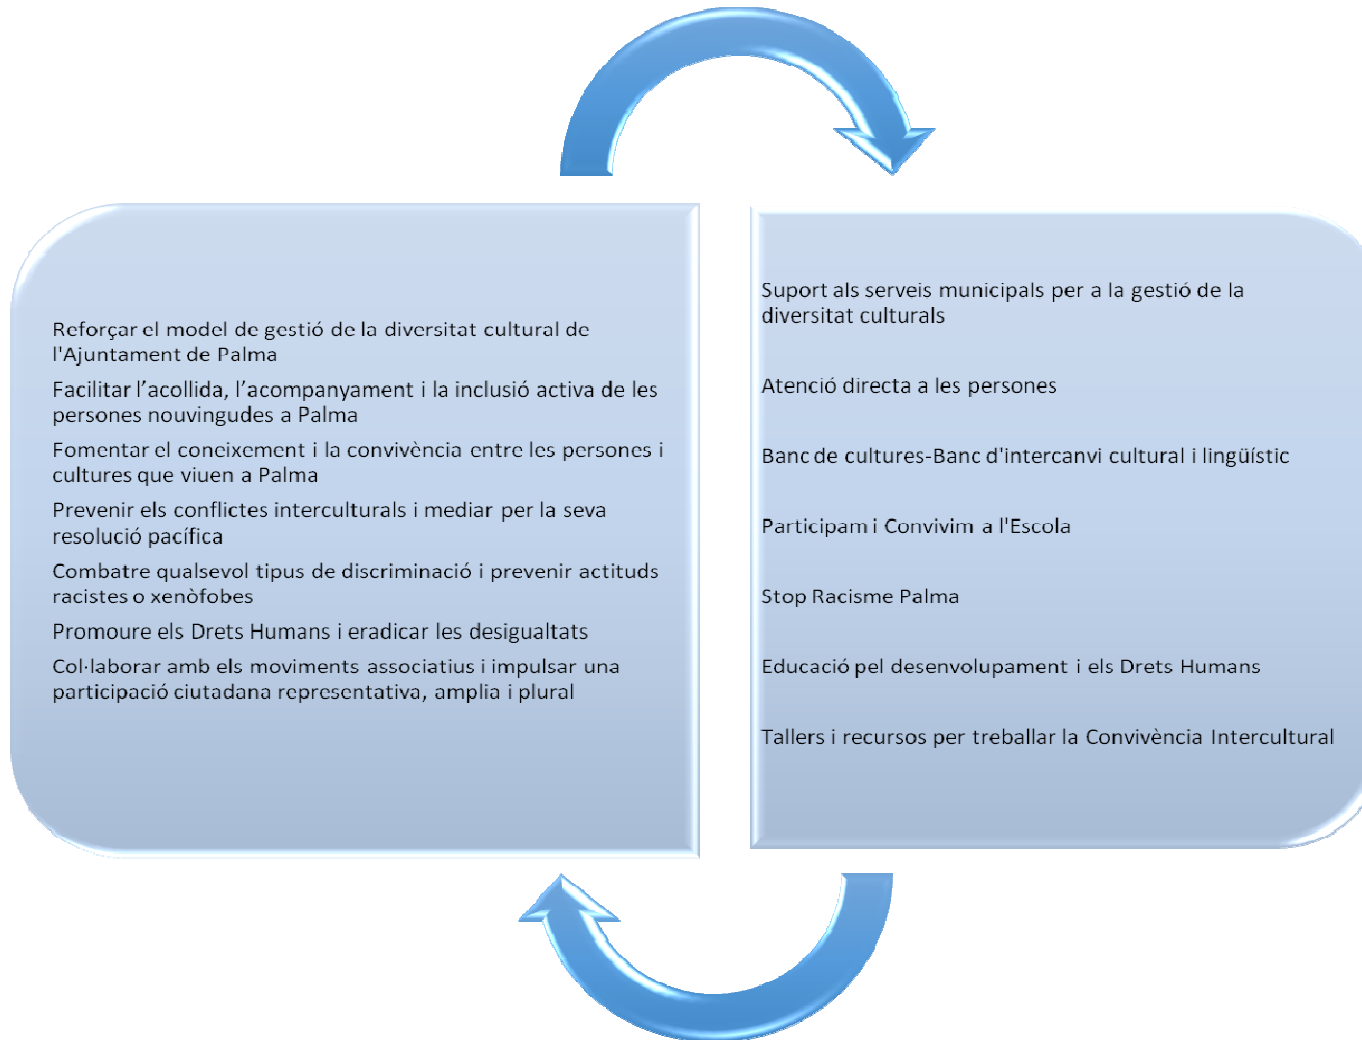 Reforçar el model de gestió de la diversitat cultural de
l'Ajuntament de Palma
Facilitar l’acollida, l’acompanyament i la inclusió activa de les
persones nouvingudes a Palma
Fomentar el coneixement i la convivència entre les persones i
cultures que viuen a Palma
Prevenir els conflictes interculturals i mediar per la seva
resolució pacífica
Combatre qualsevol tipus de discriminació i prevenir actituds
racistes o xenòfobes
Promoure els Drets Humans i eradicar les desigualtats
Col·laborar amb els moviments associatius i impulsar una
participació ciutadana representativa, amplia i plural
Suport als serveis municipals per a la gestió de la
diversitat culturals
Atenció directa a les persones
Banc de cultures-Banc d'intercanvi cultural i lingüístic
Participam i Convivim a l'Escola
Stop Racisme Palma
Educació pel desenvolupament i els Drets Humans
Tallers i recursos per treballar la Convivència Intercultural